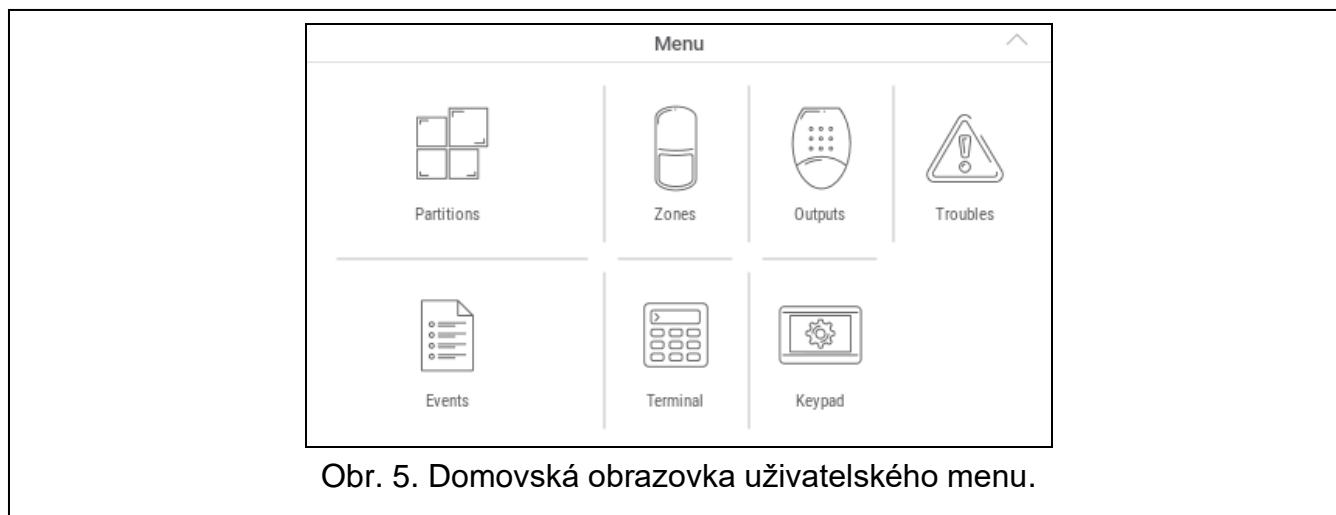 Menu
Partitions
Zones
Outputs
Troubles
Events
Terminal
Keypad
Obr. 5. Domovská obrazovka uživatelského menu.